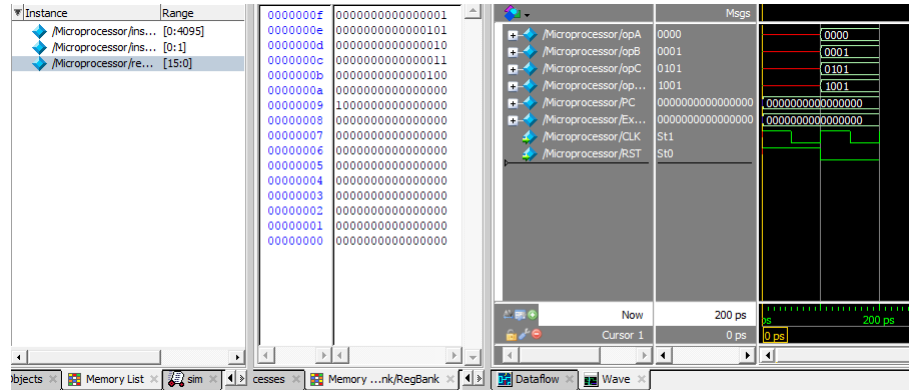 Instance Range
/Microprocessor/ins... [0:4095]
/Microprocessor/ins... [0:1]
/Microprocessor/re... [15:0]
0000000f 0000000000000001
0000000e 0000000000000101
0000000d 0000000000000010
0000000c 0000000000000011
0000000b 0000000000000100
0000000a 0000000000000000
00000009 1000000000000000
00000008 0000000000000000
00000007 0000000000000000
00000006 0000000000000000
00000005 0000000000000000
00000004 0000000000000000
00000003 0000000000000000
00000002 0000000000000000
00000001 0000000000000000
00000000 0000000000000000
Msgs
/Microprocessor/opA 0000 0000
/Microprocessor/opB 0001 0001
/Microprocessor/opC 0101 0101
/Microprocessor/op... 1001 1001
/Microprocessor/PC 0000000000000000 0000000000000000
/Microprocessor/Ex... 0000000000000000 0000000000000000
/Microprocessor/CLK St1
/Microprocessor/RST St0
Now 200 ps ps 200 ps
Cursor 1 0 ps 0 ps
Objects Memory List sim cesses Memory ...nk/RegBank Dataflow Wave